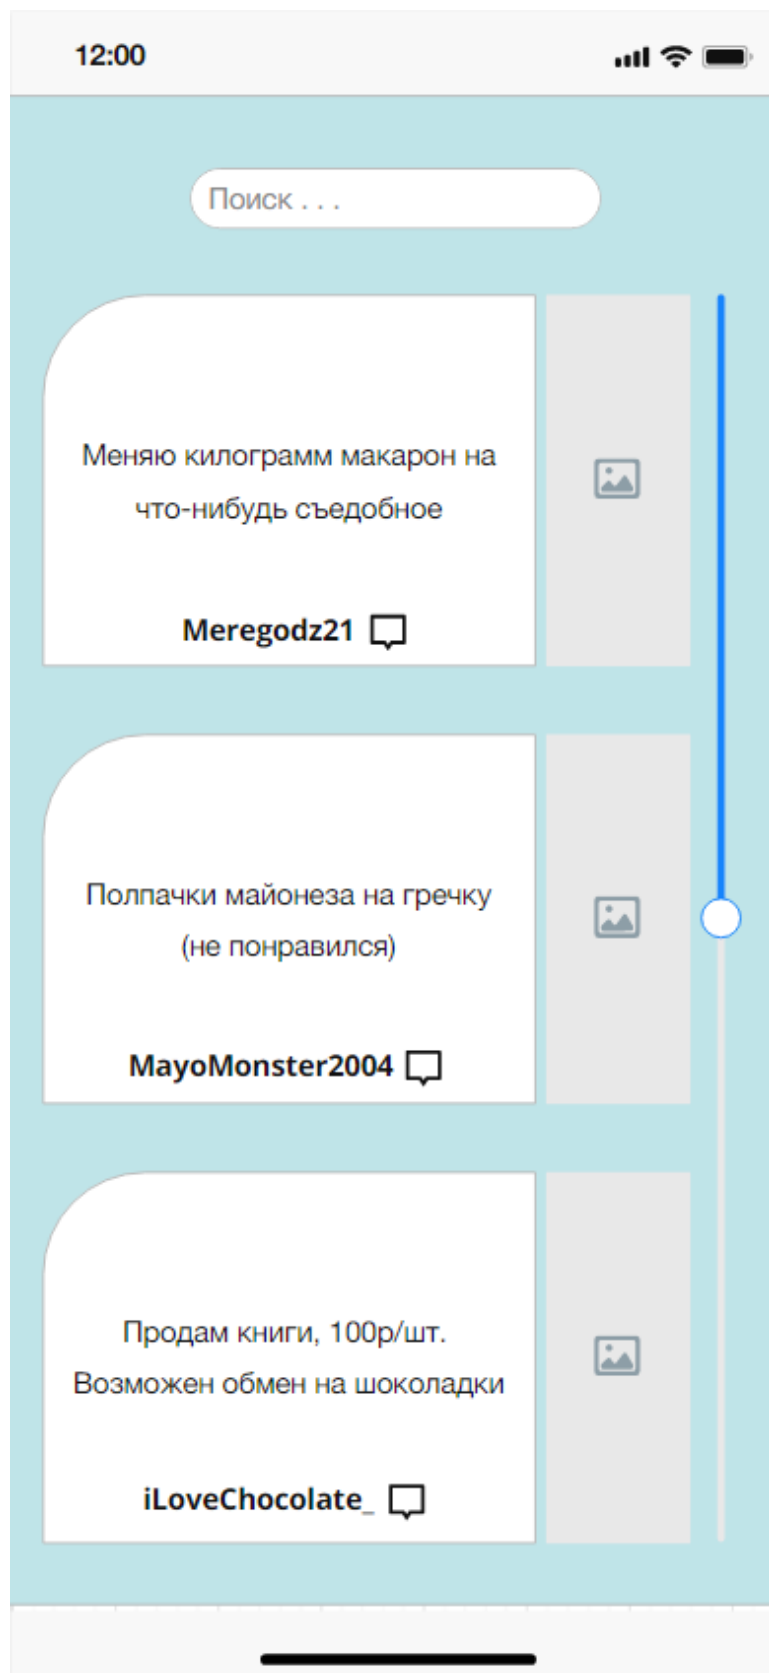 12:00
Поиск . . .
Меняю килограмм макарон на
что-нибудь съедобное
Meregodz21
Полпачки майонеза на гречку
(не понравился)
MayoMonster2004
Продам книги, 100р/шт.
Возможен обмен на шоколадки
iLoveChocolate_